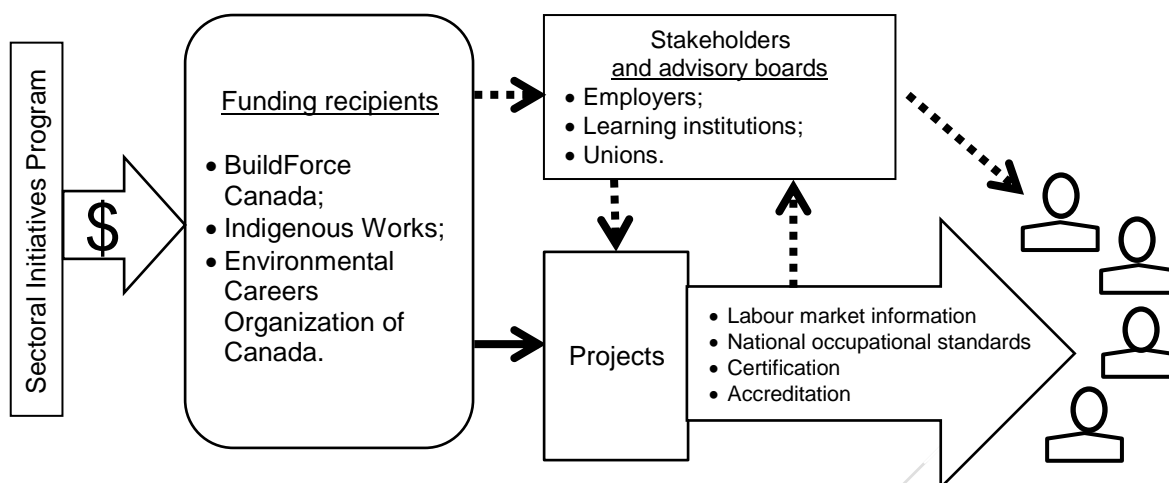 Sectoral Initiatives Program
$
Funding recipients
• BuildForce
Canada;
• Indigenous Works;
• Environmental
Careers
Organization of
Canada.
Stakeholders
and advisory boards
• Employers;
• Learning institutions;
• Unions.
Projects
• Labour market information
• National occupational standards
• Certification
• Accreditation